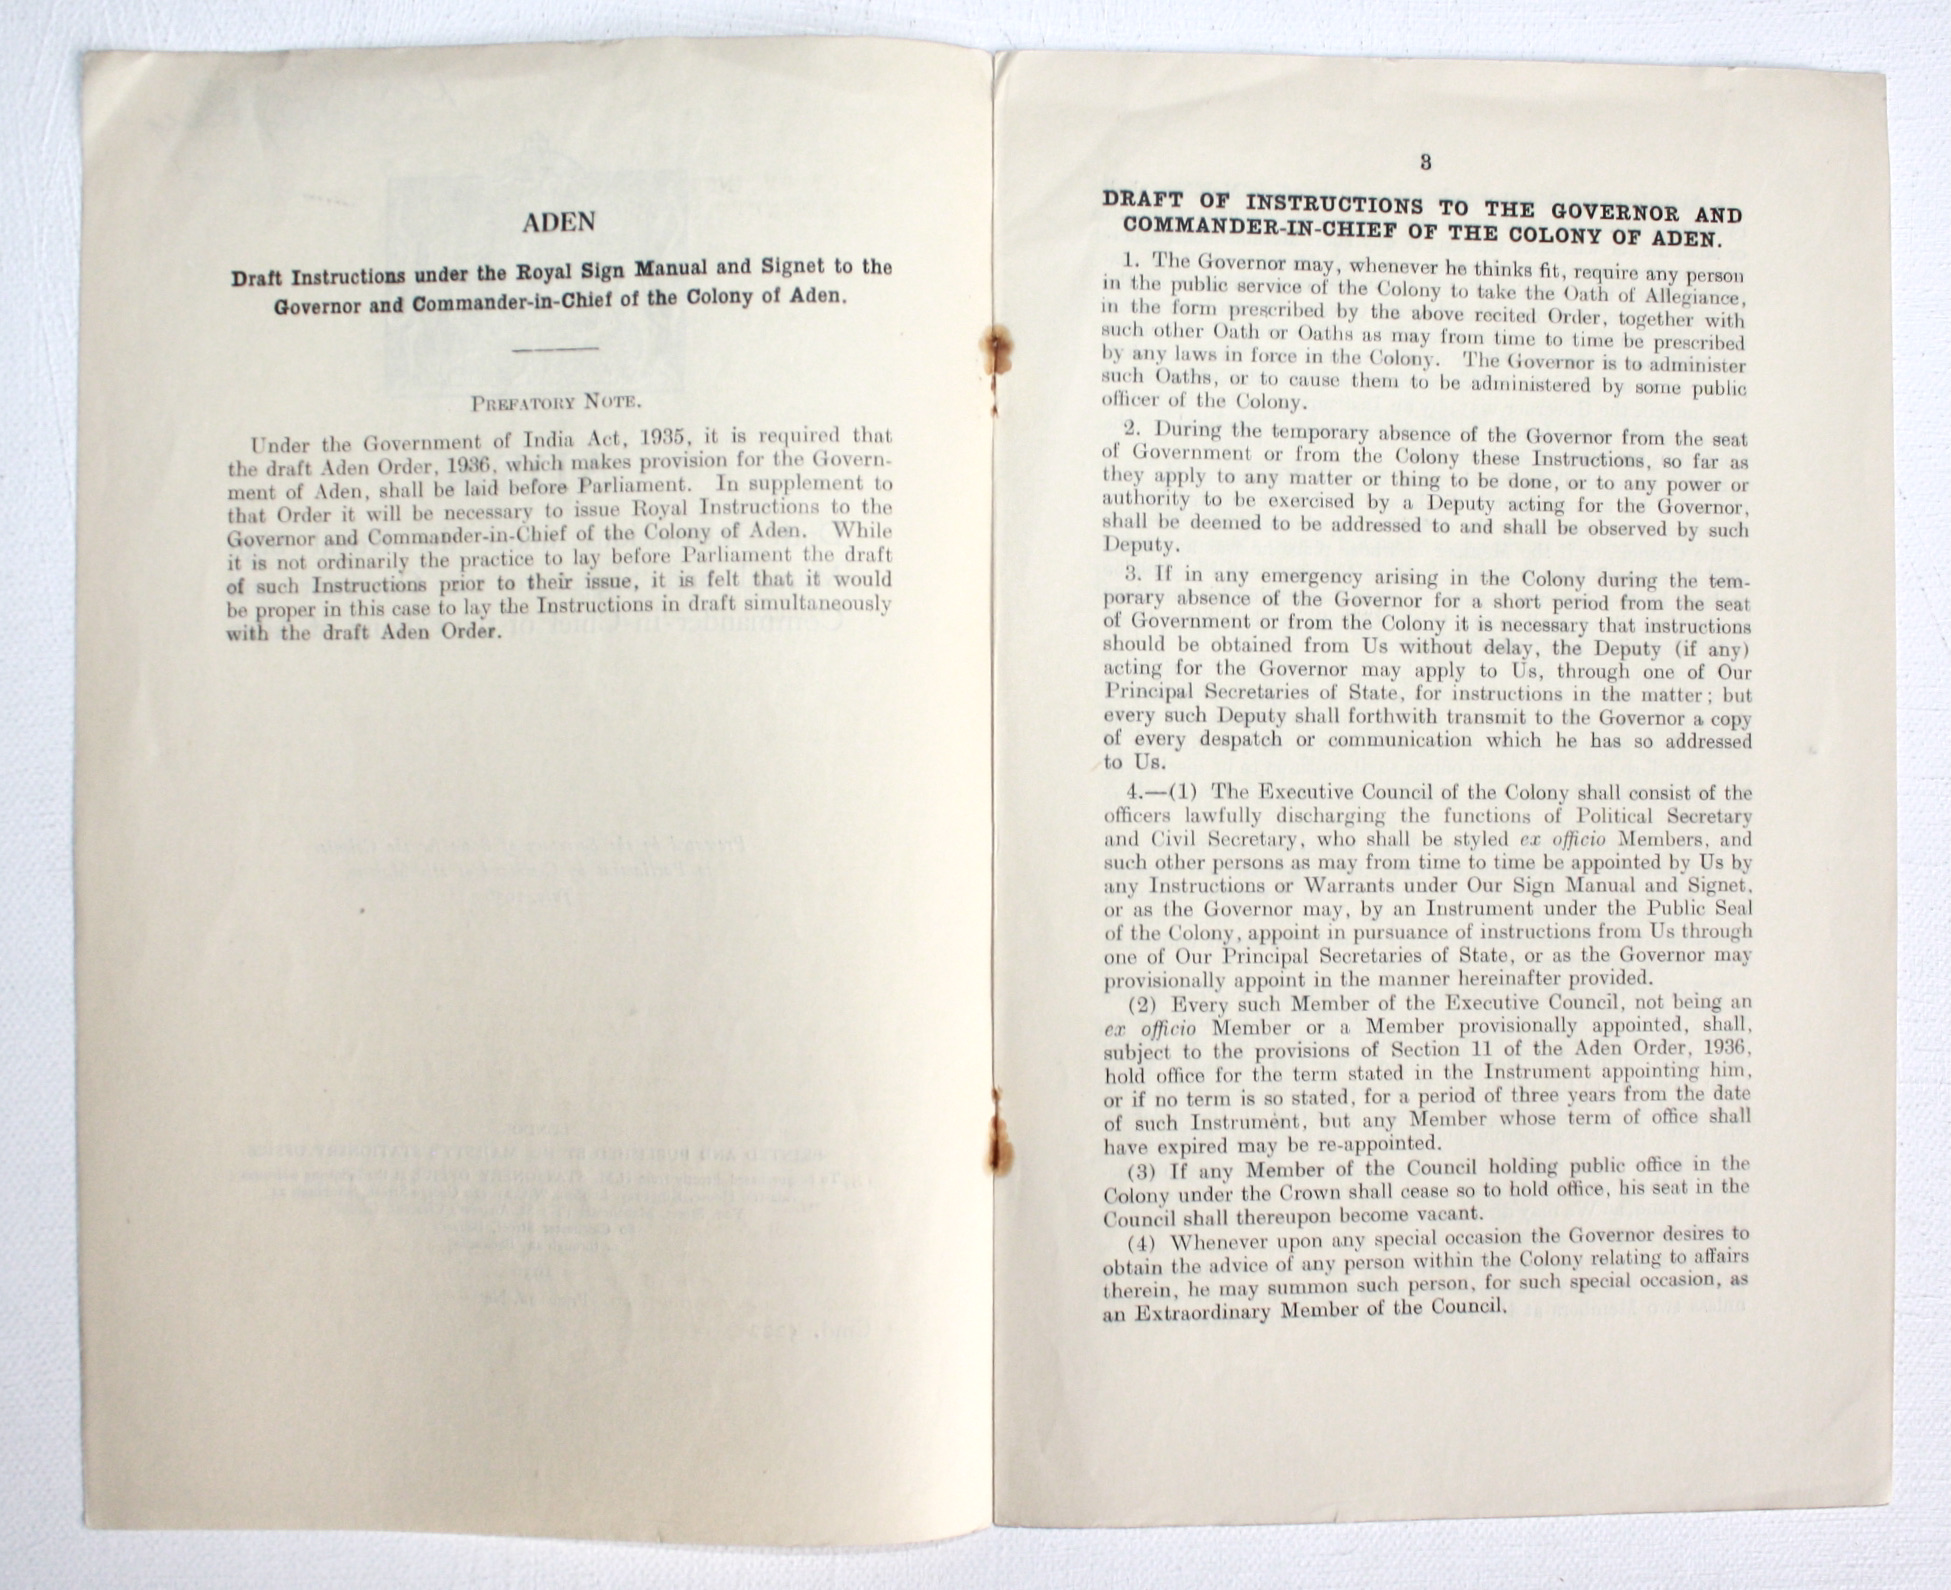 ADEN
Draft Instructions under the Royal Sign Manual and Signet to the
Governor and Commander-in-Chief of the Colony of Aden.
PREFATORY NOTE.
Under the Government of India Act, 1935, it is required that
the draft Aden Order, 1936, which makes provision for the Govern-
ment of Aden, shall be laid before Parliament. In supplement to
that Order it will be necessary to issue Royal Instructions to the
Governor and Commander-in-Chief of the Colony of Aden. While
it is not ordinarily the practice to lay before Parliament the draft
of such Instructions prior to their issue, it is felt that it would
be proper in this case to lay the Instructions in draft simultaneously
with the draft Aden Order.
3
DRAFT OF INSTRUCTIONS TO THE GOVERNOR AND
COMMANDER-IN-CHIEF OF THE COLONY OF ADEN.
1. The Governor may, whenever he thinks fit, require any person
in the public service of the Colony to take the Oath of Allegiance,
in the form prescribed by the above recited Order, together with
such other Oath or Oaths as may from time to time be prescribed
by any laws in force in the Colony. The Governor is to administer
such Oaths, or to cause them to be administered by some public
officer of the Colony.
2. During the temporary absence of the Governor from the seat
of Government or from the Colony these Instructions, so far as
they apply to any matter or thing to be done, or to any power or
authority to be exercised by a Deputy acting for the Governor,
shall be deemed to be addressed to and shall be observed by such
Deputy.
3. If in any emergency arising in the Colony during the tem-
porary absence of the Governor for a short period from the seat
of Government or from the Colony it is necessary that instructions
should be obtained from Us without delay, the Deputy (if any)
acting for the Governor may apply to Us, through one of Our
Principal Secretaries of State, for instructions in the matter; but
every such Deputy shall forthwith transmit to the Governor a copy
of every despatch or communication which he has so addressed
to Us.
4.—(1) The Executive Council of the Colony shall consist of the
officers lawfully discharging the functions of Political Secretary
and Civil Secretary, who shall be styled ex officio Members, and
such other persons as may from time to time be appointed by Us by
any Instructions or Warrants under Our Sign Manual and Signet,
or as the Governor may, by an Instrument under the Public Seal
of the Colony, appoint in pursuance of instructions from Us through
one of Our Principal Secretaries of State, or as the Governor may
provisionally appoint in the manner hereinafter provided.
(2) Every such Member of the Executive Council, not being an
ex officio Member or a Member provisionally appointed, shall,
subject to the provisions of Section 11 of the Aden Order, 1936,
hold office for the term stated in the Instrument appointing him,
or if no term is so stated, for a period of three years from the date
of such Instrument, but any Member whose term of office shall
have expired may be re-appointed.
(3) If any Member of the Council holding public office in the
Colony under the Crown shall cease so to hold office, his seat in the
Council shall thereupon become vacant.
(4) Whenever upon any special occasion the Governor desires to
obtain the advice of any person within the Colony relating to affairs
therein, he may summon such person, for such special occasion, as
an Extraordinary Member of the Council.